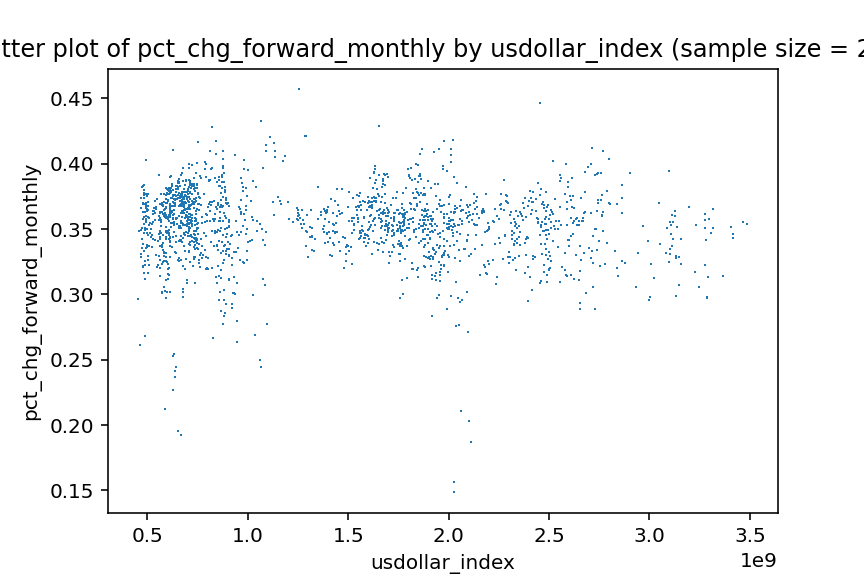 tter plot of pct_chg_forward_monthly by usdollar_index (sample size = 2
0.45
0.40
0.35
0.30
0.25
0.20
0.15
pct_chg_forward_monthly
0.5 1.0 1.5 2.0 2.5 3.0 3.5
1e9
usdollar_index